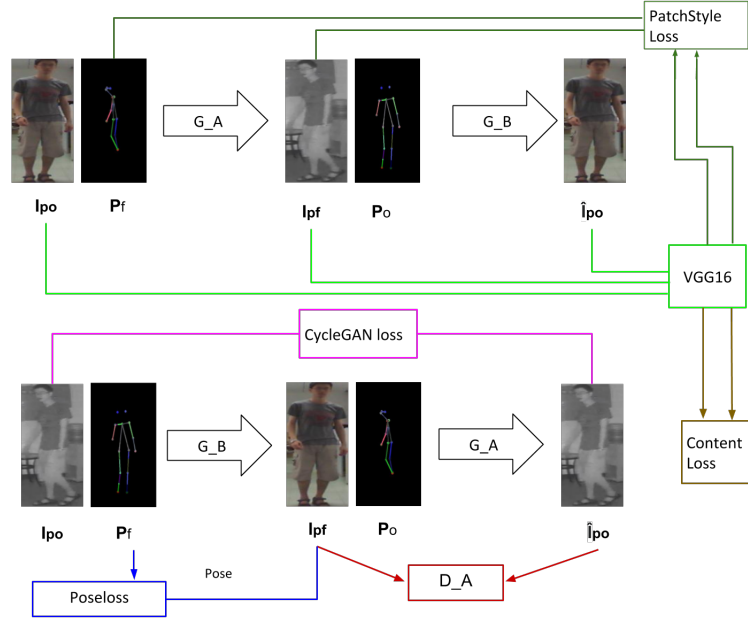 PatchStyle
Loss
G_A
G_B
Ipo
Pf
Ipf
Po
Îpo
VGG16
CycleGAN loss
G_B
G_A
Content
Loss
Ipo
Pf
Ipf
Po
Îpo
Pose
Poseloss
D_A